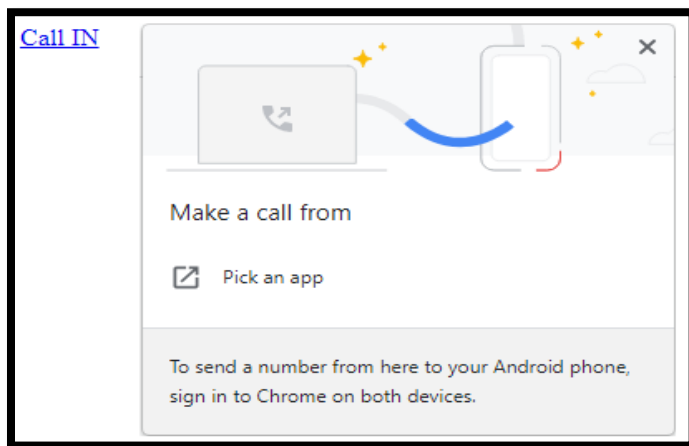 Call IN
Make a call from
Pick an app
To send a number from here to your Android phone,
sign in to Chrome on both devices.